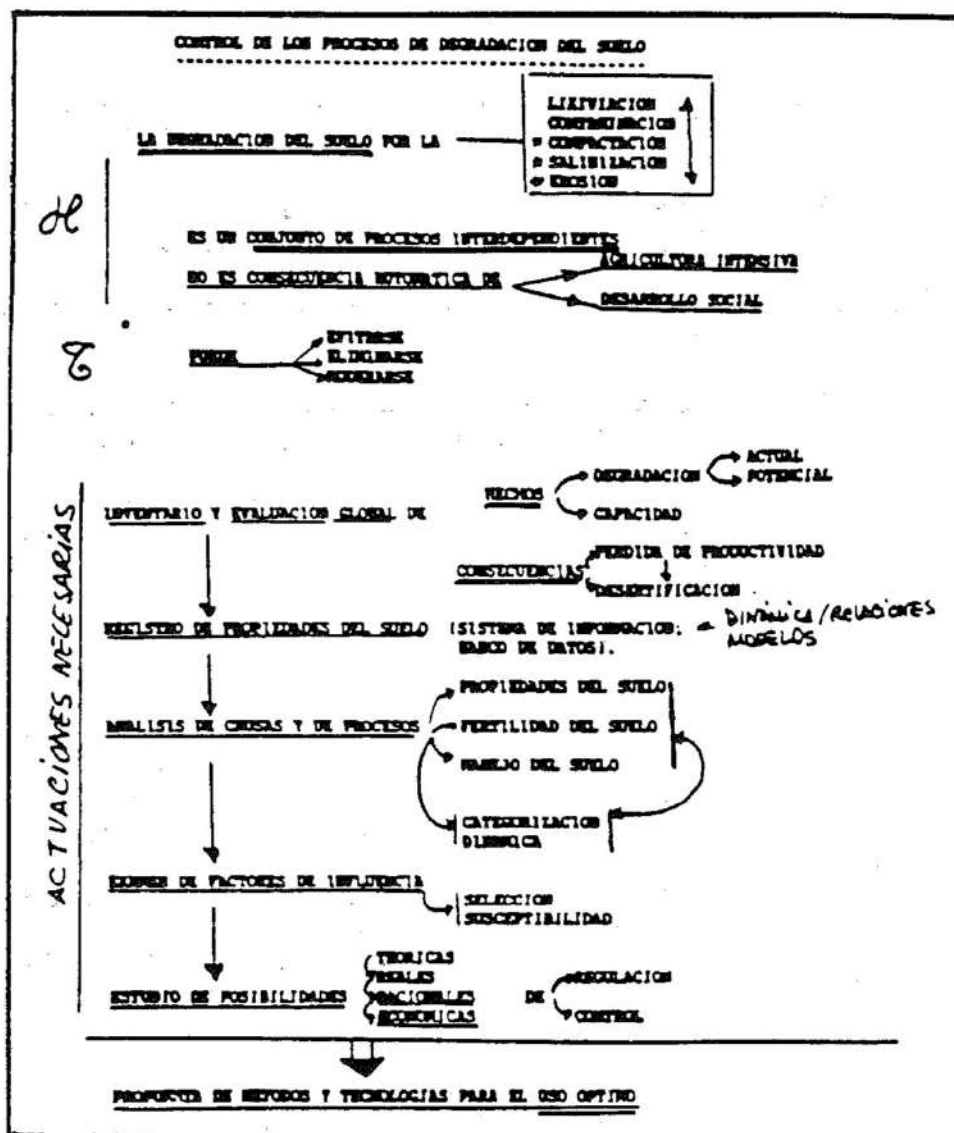 CONTROL DE LOS PROCESOS DE DEGRADACION DEL SUELO
LIXIVIACION
CONTAMINACION
LA DEGRADACION DEL SUELO POR LA
COMPACTACION
SALINIZACION
EROSION
ES UN CONJUNTO DE PROCESOS INTERDEPENDIENTES
AGRICULTURA INTENSIVA
NO ES CONSECUENCIA AUTOMATICA DE
DESARROLLO SOCIAL
EVITARSE
PUEDE
ELIMINARSE
MODERARSE
ACTUACIONES NECESARIAS
ACTUAL
DEGRADACION
POTENCIAL
HECHOS
INVENTARIO Y EVALUACION GLOBAL DE
CAPACIDAD
PERDIDA DE PRODUCTIVIDAD
CONSECUENCIAS
DESERTIFICACION
REGISTRO DE PROPIEDADES DEL SUELO (SISTEMA DE INFORMACION;
BANCO DE DATOS).
DINÁMICA/RELACIONES
MODELOS
PROPIEDADES DEL SUELO
ANALISIS DE CAUSAS Y DE PROCESOS
FERTILIDAD DEL SUELO
MANEJO DEL SUELO
CATEGORIZACION
DINAMICA
EXAMEN DE FACTORES DE INFLUENCIA
SELECCION
SUSCEPTIBILIDAD
TEORICAS
REALES
ESTUDIO DE POSIBILIDADES
RACIONALES
ECONOMICAS
DE
REGULACION
CONTROL
PROPUESTA DE METODOS Y TECNOLOGIAS PARA EL USO OPTIMO